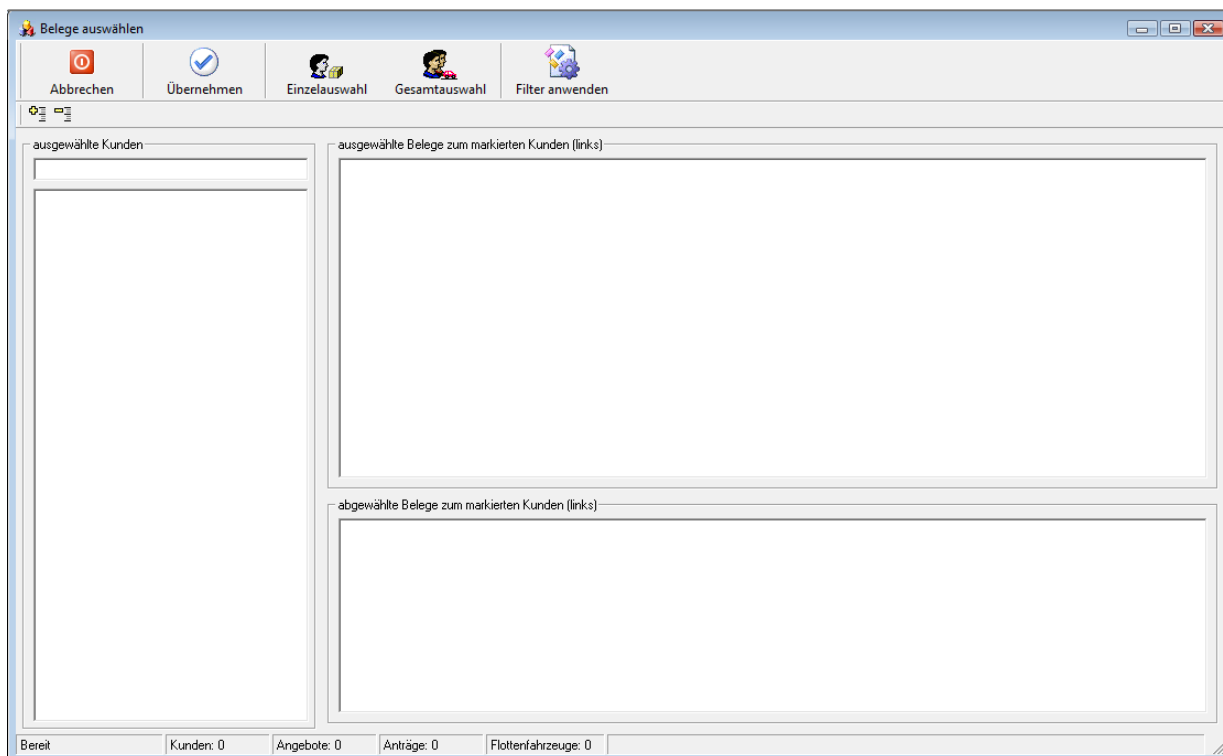 Belege auswählen
Abbrechen
Übernehmen
Einzelauswahl
Gesamtauswahl
Filter anwenden
ausgewählte Kunden
ausgewählte Belege zum markierten Kunden (links)
abgewählte Belege zum markierten Kunden (links)
Bereit
Kunden: 0
Angebote: 0
Anträge: 0
Flottenfahrzeuge: 0